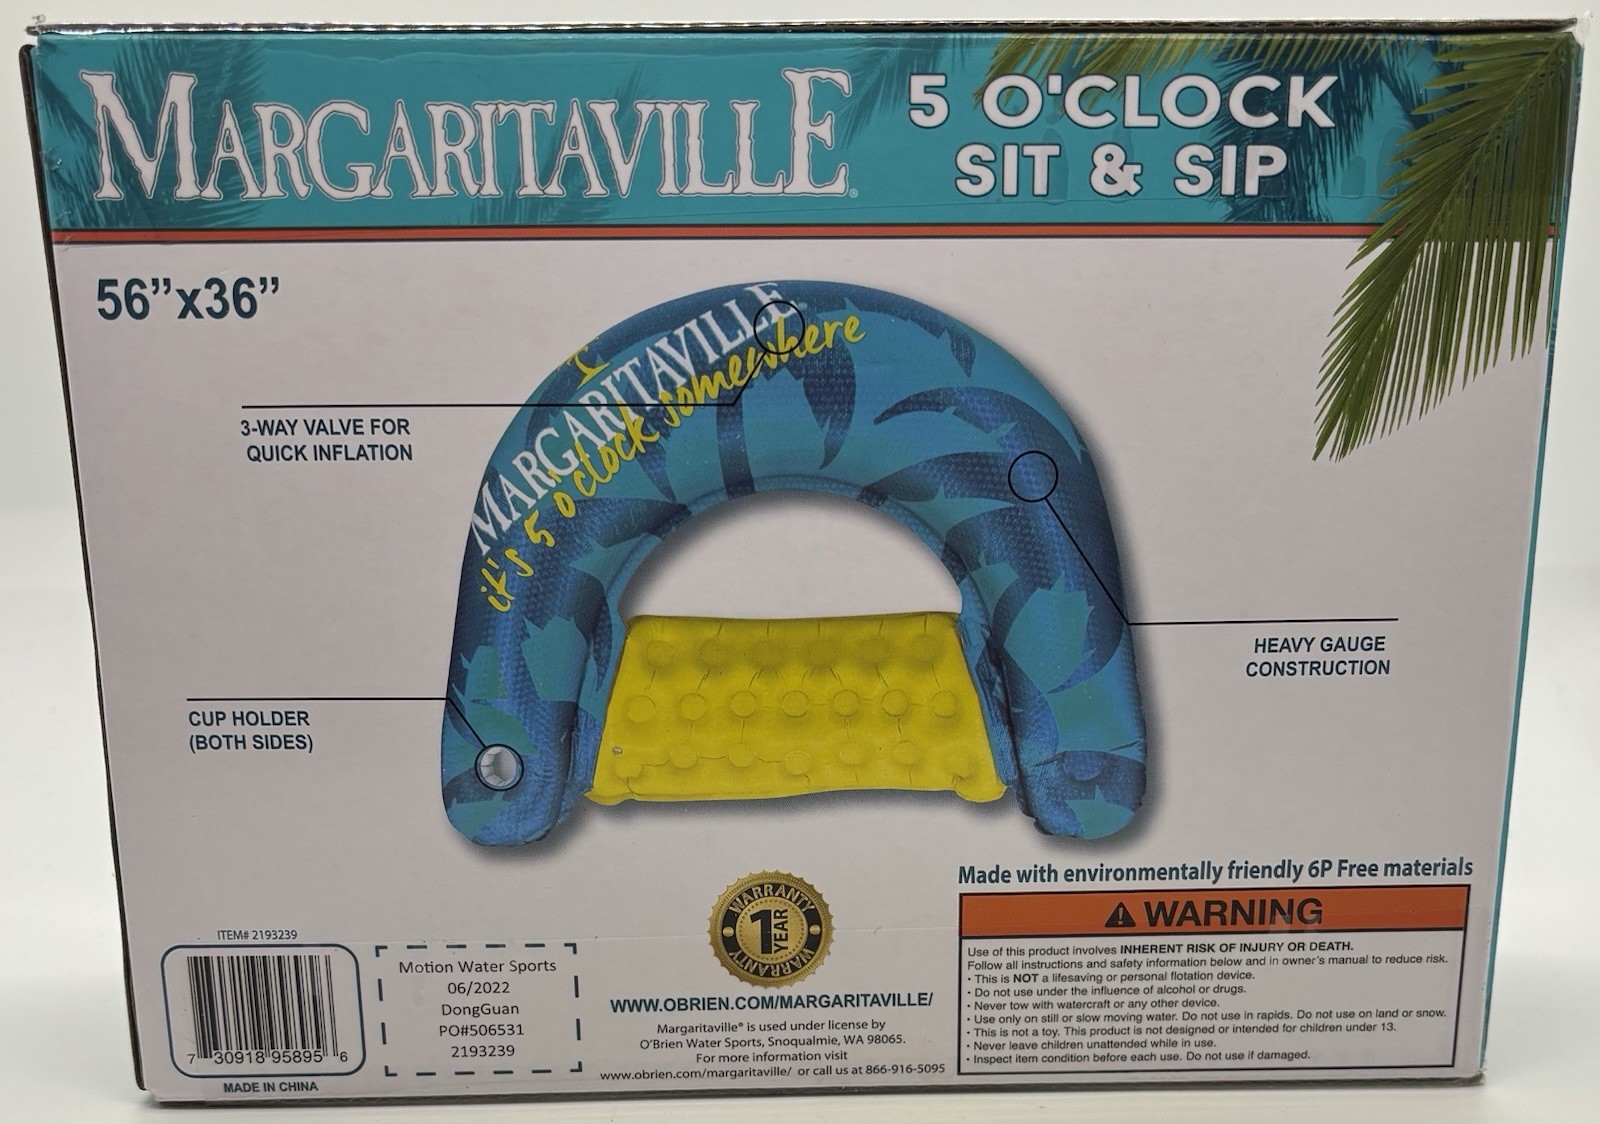 MARGARITAVILLE®
5 O'CLOCK
SIT & SIP
56”x36”
MARGARITAVILLE
it's 5 o'clock somewhere
3-WAY VALVE FOR
QUICK INFLATION
HEAVY GAUGE
CONSTRUCTION
CUP HOLDER
(BOTH SIDES)
Made with environmentally friendly 6P Free materials
WARNING
Use of this product involves INHERENT RISK OF INJURY OR DEATH.
Follow all instructions and safety information below and in owner's manual to reduce risk.
• This is NOT a lifesaving or personal flotation device.
• Do not use under the influence of alcohol or drugs.
• Never tow with watercraft or any other device.
• Use only on still or slow moving water. Do not use in rapids. Do not use on land or snow.
• This is not a toy. This product is not designed or intended for children under 13.
• Never leave children unattended while in use.
• Inspect item condition before each use. Do not use if damaged.
WARRANTY
1 YEAR
WARRANTY
WWW.OBRIEN.COM/MARGARITAVILLE/
Margaritaville® is used under license by
O'Brien Water Sports, Snoqualmie, WA 98065.
For more information visit
www.obrien.com/margaritaville/ or call us at 866-916-5095
ITEM# 2193239
7 30918 95895 6
MADE IN CHINA
Motion Water Sports
06/2022
DongGuan
PO#506531
2193239